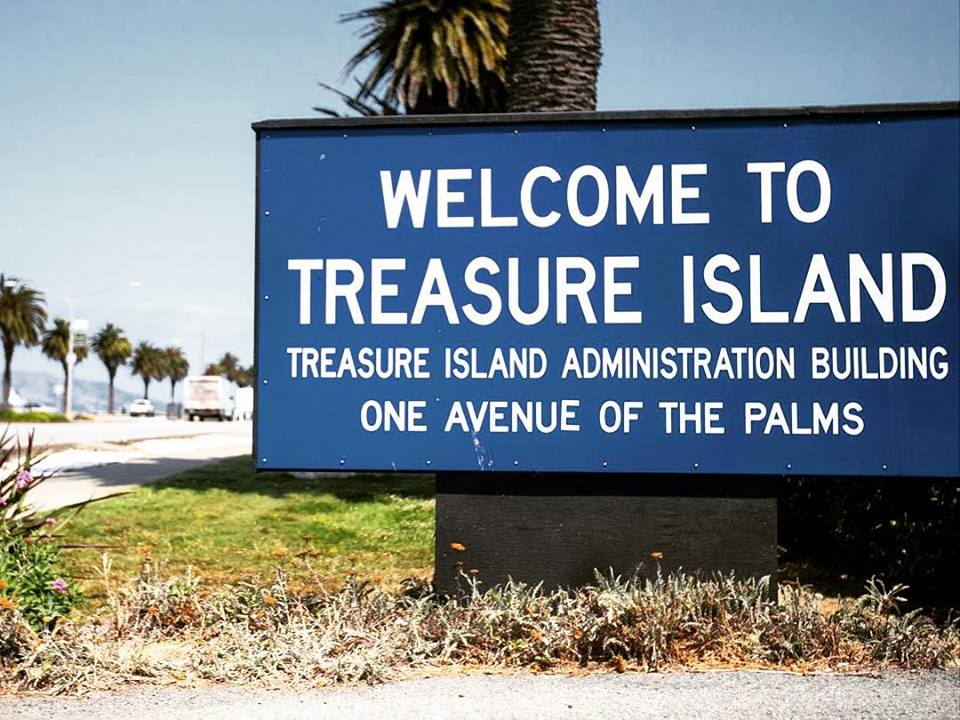 WELCOME TO
TREASURE ISLAND
TREASURE ISLAND ADMINISTRATION BUILDING
ONE AVENUE OF THE PALMS